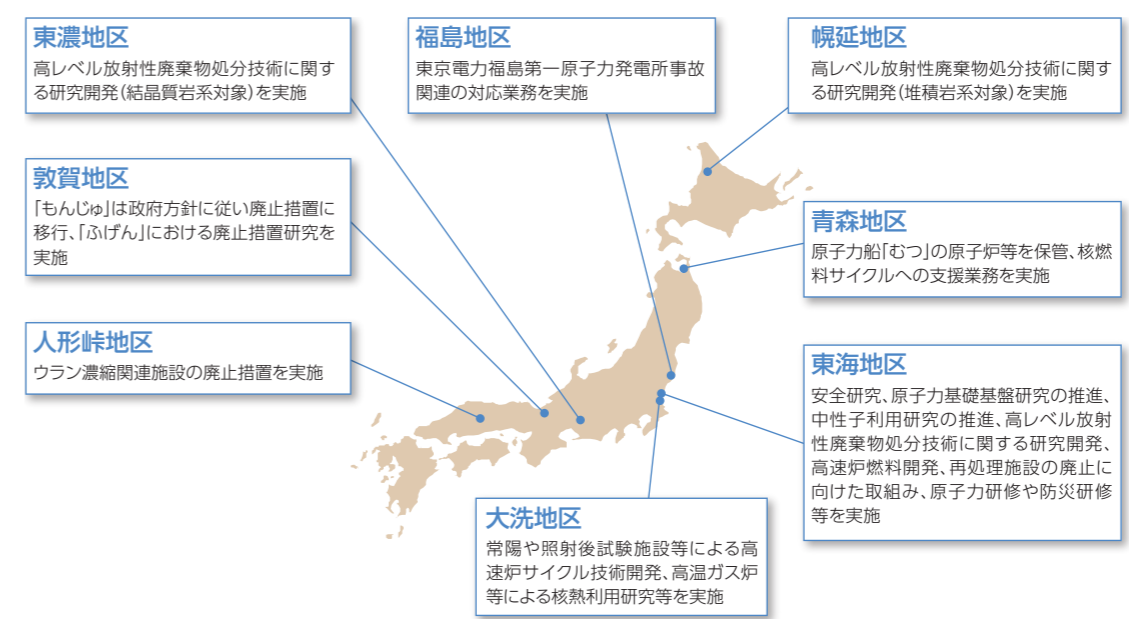 東濃地区
高レベル放射性廃棄物処分技術に関す
る研究開発(結晶質岩系対象)を実施
福島地区
東京電力福島第一原子力発電所事故
関連の対応業務を実施
幌延地区
高レベル放射性廃棄物処分技術に関す
る研究開発(堆積岩系対象)を実施
敦賀地区
「もんじゅ」は政府方針に従い廃止措置に
移行、「ふげん」における廃止措置研究を
実施
青森地区
原子力船「むつ」の原子炉等を保管、核燃
料サイクルへの支援業務を実施
人形峠地区
ウラン濃縮関連施設の廃止措置を実施
東海地区
安全研究、原子力基礎基盤研究の推進、
中性子利用研究の推進、高レベル放射
性廃棄物処分技術に関する研究開発、
高速炉燃料開発、再処理施設の廃止に
向けた取組み、原子力研修や防災研修
等を実施
大洗地区
常陽や照射後試験施設等による高
速炉サイクル技術開発、高温ガス炉
等による核熱利用研究等を実施